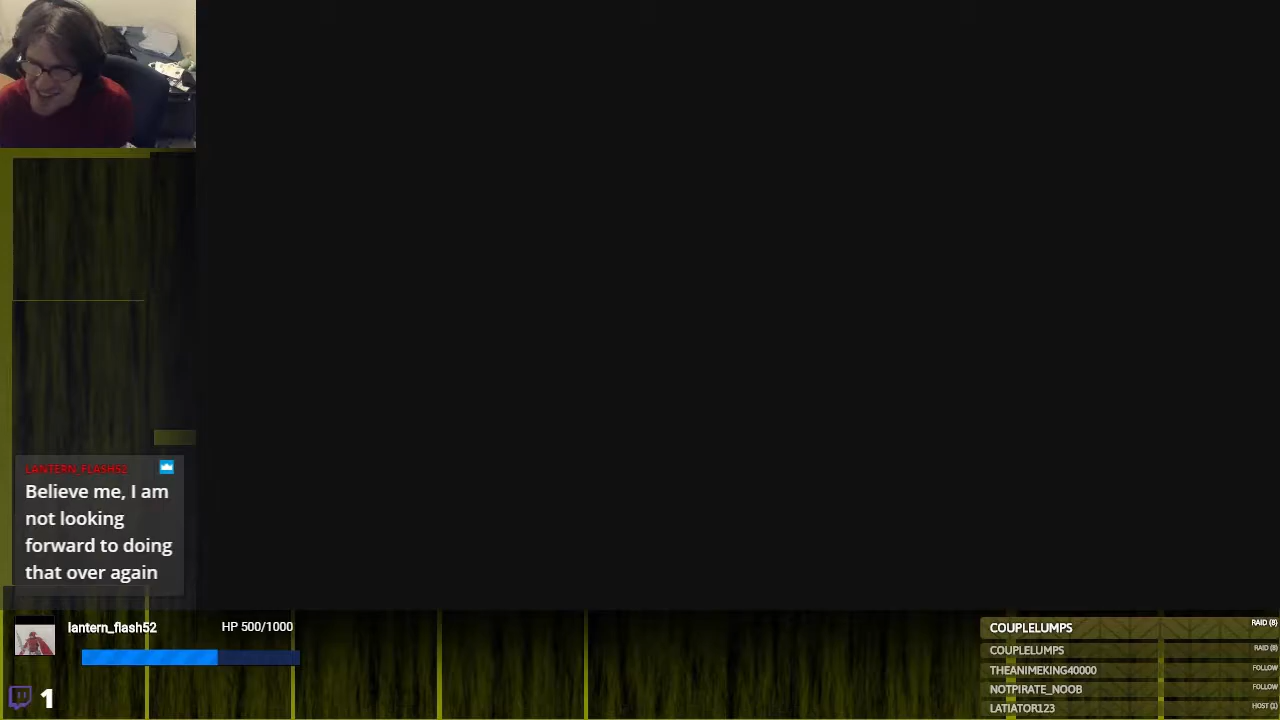 LANTERN_FLASH52
Believe me, I am
not looking
forward to doing
that over again
lantern_flash52 HP 500/1000
1
COUPLELUMPS RAID (8)
COUPLELUMPS RAID (8)
THEANIMEKING40000 FOLLOW
NOTPIRATE_NOOB FOLLOW
LATIATOR123 HOST (1)